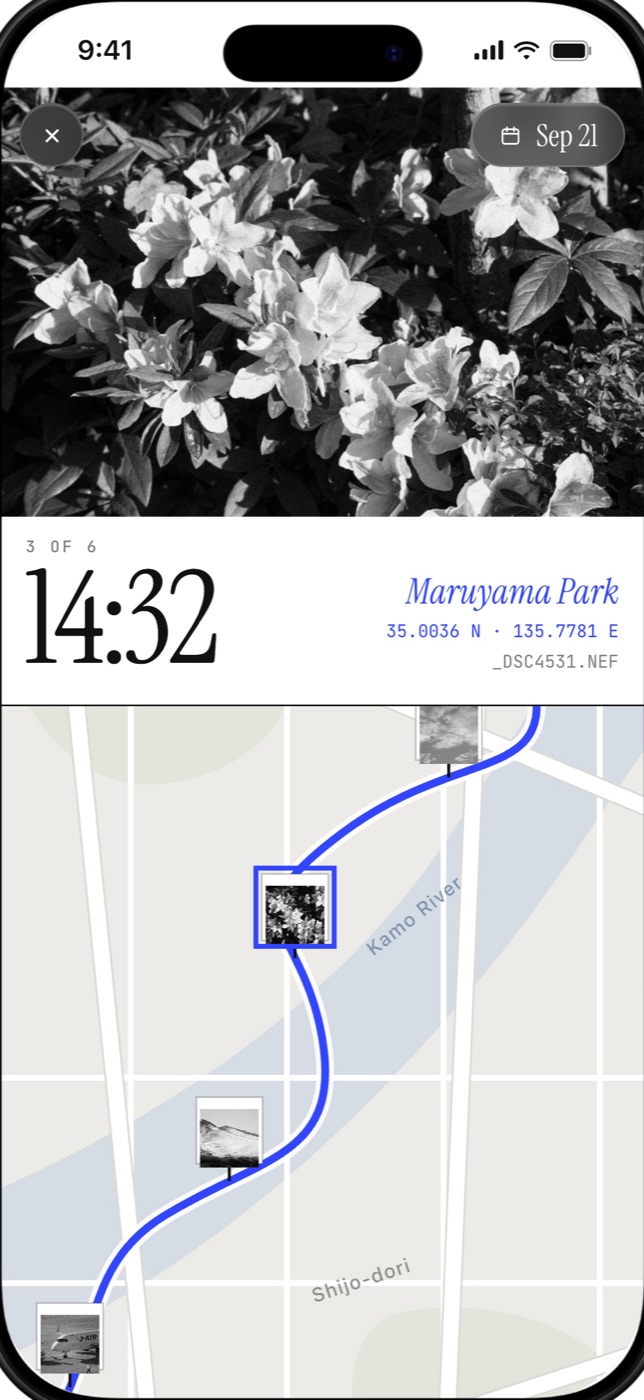 9:41
Sep 21
3 OF 6
14:32
Maruyama Park
35.0036 N · 135.7781 E
_DSC4531.NEF
Kamo River
J-AIR
Shijo-dori